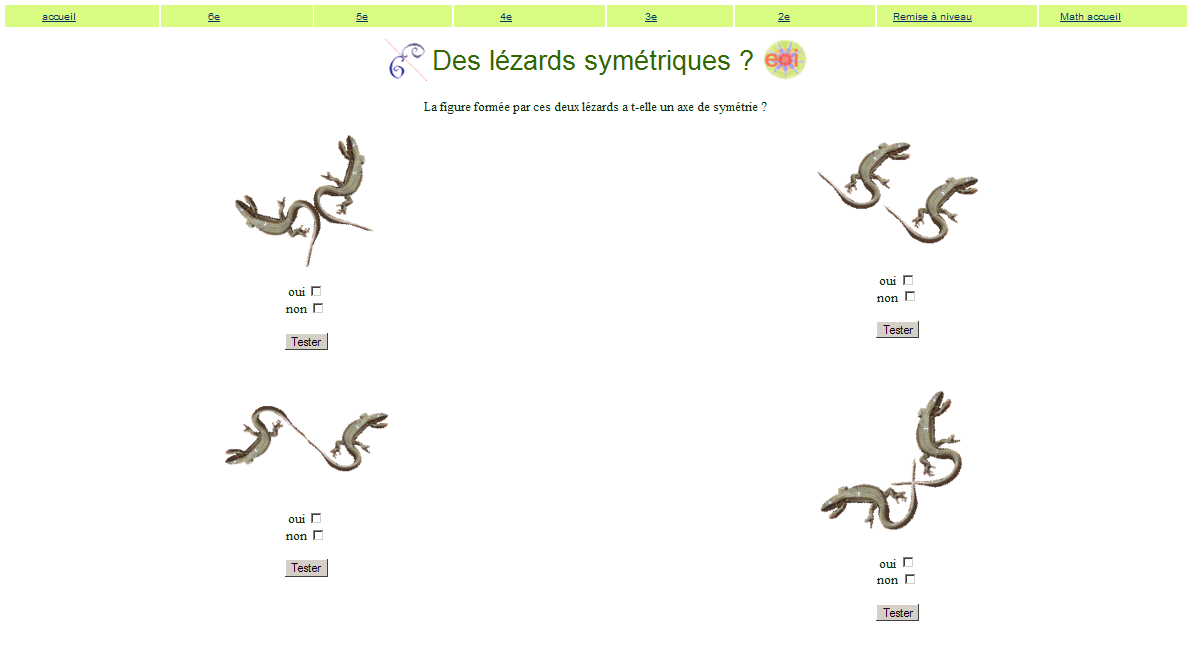 accueil 6e 5e 4e 3e 2e Remise à niveau Math accueil
Des lézards symétriques ? epi
La figure formée par ces deux lézards a t-elle un axe de symétrie ?
oui
non
Tester
oui
non
Tester
oui
non
Tester
oui
non
Tester